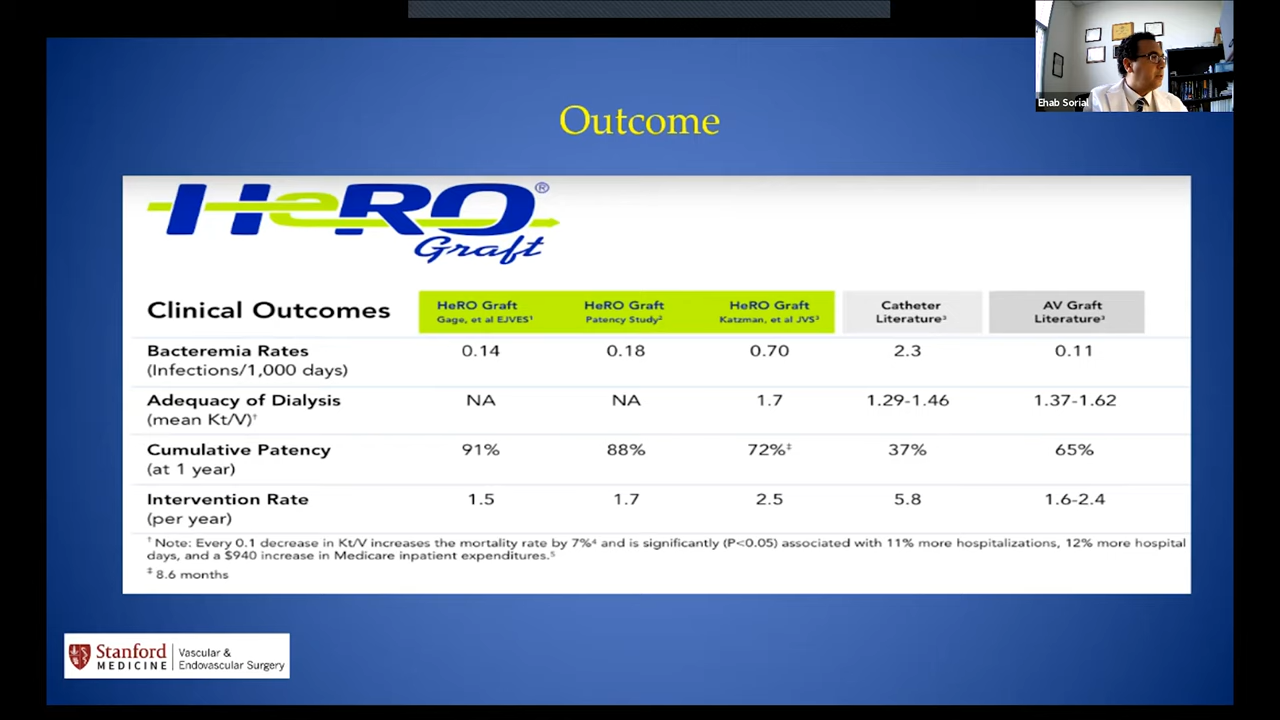 Ehab Sorial
Outcome
HeRO®
Graft
Clinical Outcomes
HeRO Graft
Gage, et al EJVES¹
HeRO Graft
Patency Study²
HeRO Graft
Katzman, et al JVS³
Catheter
Literature³
AV Graft
Literature³
Bacteremia Rates 0.14 0.18 0.70 2.3 0.11
(Infections/1,000 days)
Adequacy of Dialysis NA NA 1.7 1.29-1.46 1.37-1.62
(mean Kt/V)†
Cumulative Patency 91% 88% 72%‡ 37% 65%
(at 1 year)
Intervention Rate 1.5 1.7 2.5 5.8 1.6-2.4
(per year)
† Note: Every 0.1 decrease in Kt/V increases the mortality rate by 7%⁴ and is significantly (P<0.05) associated with 11% more hospitalizations, 12% more hospital
days, and a $940 increase in Medicare inpatient expenditures.⁵
‡ 8.6 months
Stanford
MEDICINE
Vascular &
Endovascular Surgery